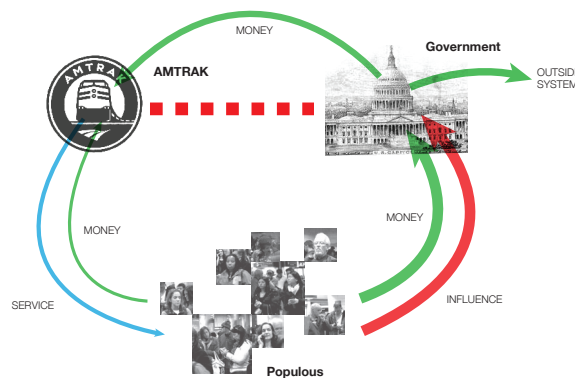 MONEY
Government
AMTRAK
AMTRAK
OUTSIDE
SYSTEM
MONEY
MONEY
SERVICE
INFLUENCE
Populous